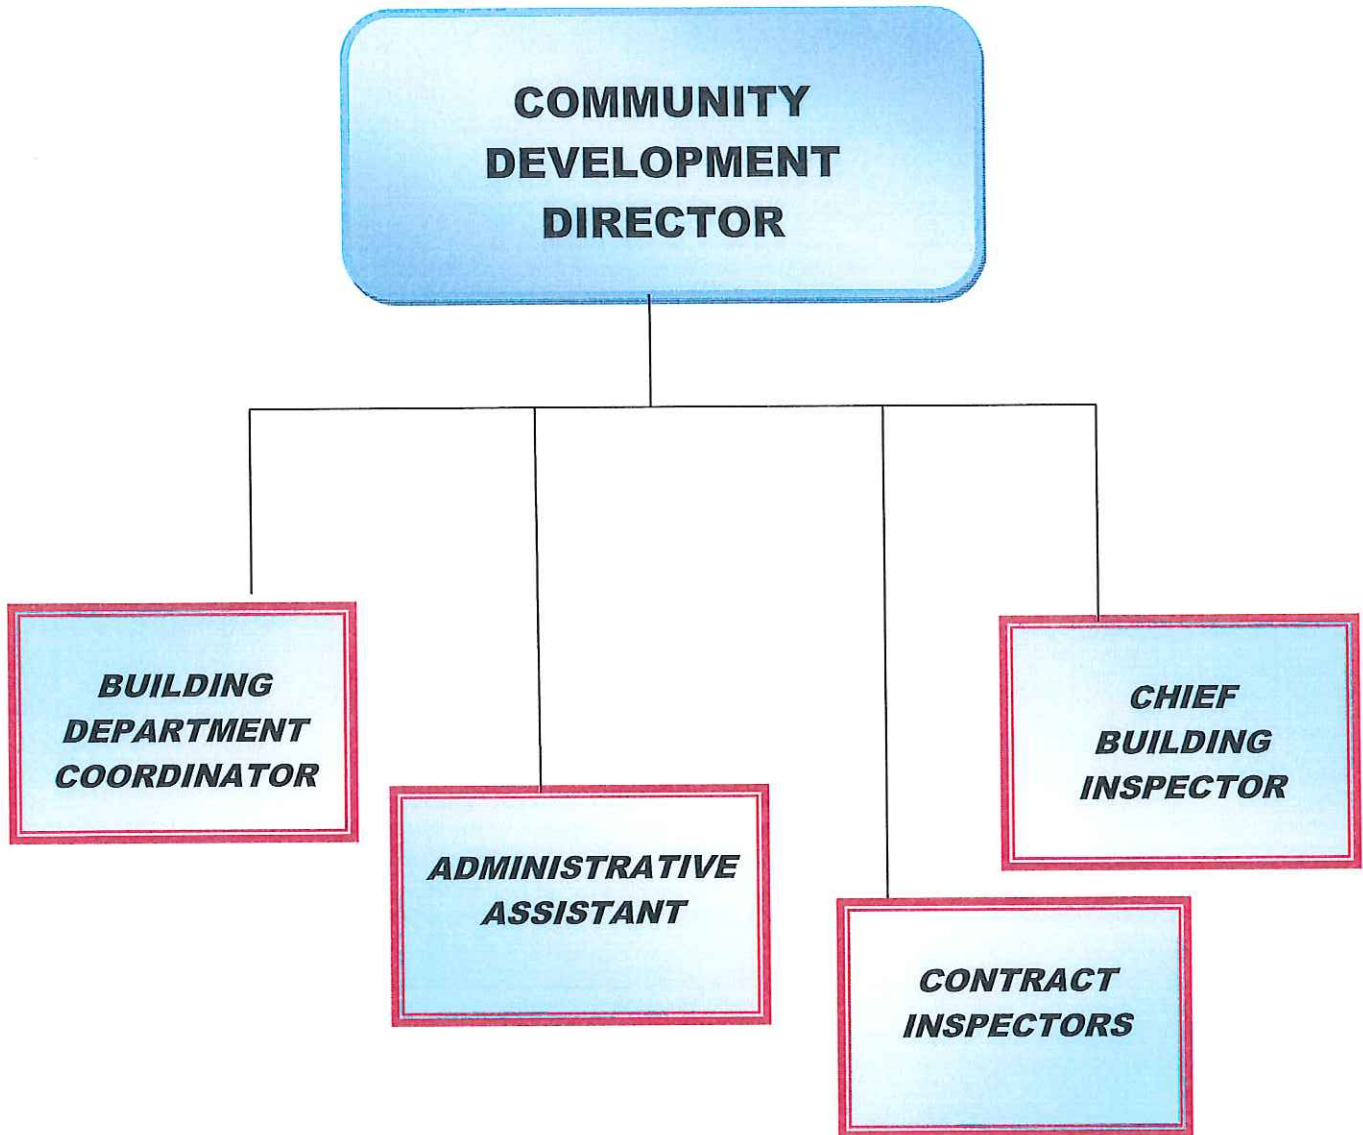 COMMUNITY
DEVELOPMENT
DIRECTOR
BUILDING
DEPARTMENT
COORDINATOR
ADMINISTRATIVE
ASSISTANT
CONTRACT
INSPECTORS
CHIEF
BUILDING
INSPECTOR